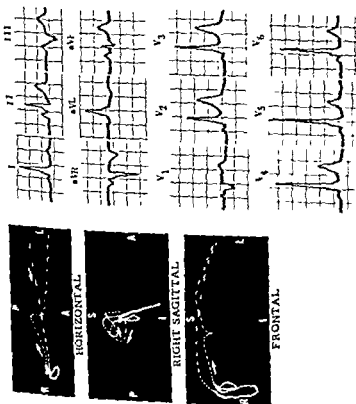 III
II
I
aVF
aVL
aVR
V3
V2
V1
V6
V5
V4
P
R
L
A
HORIZONTAL
S
P
A
I
RIGHT SAGITTAL
S
R
L
I
FRONTAL